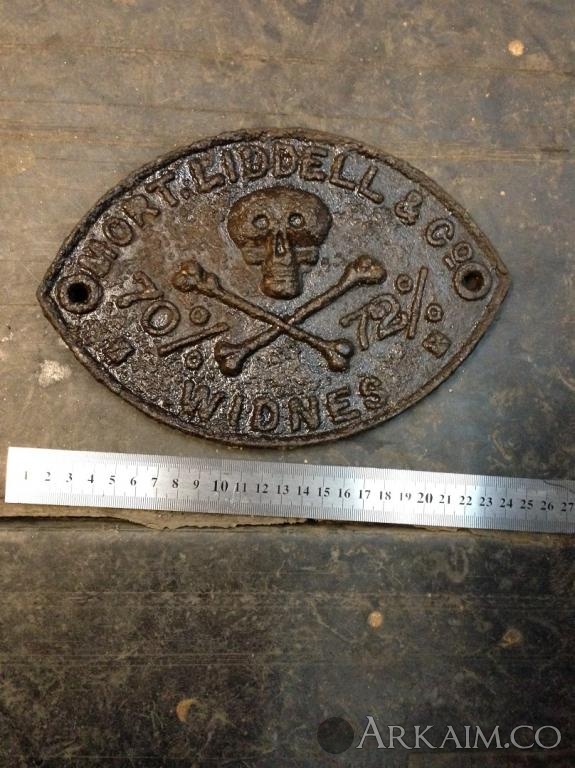 MORT. LIDDELL & Co
70% 72%
WIDNES
1 2 3 4 5 6 7 8 9 10 11 12 13 14 15 16 17 18 19 20 21 22 23 24 25 26 27
ARKAIM.CO